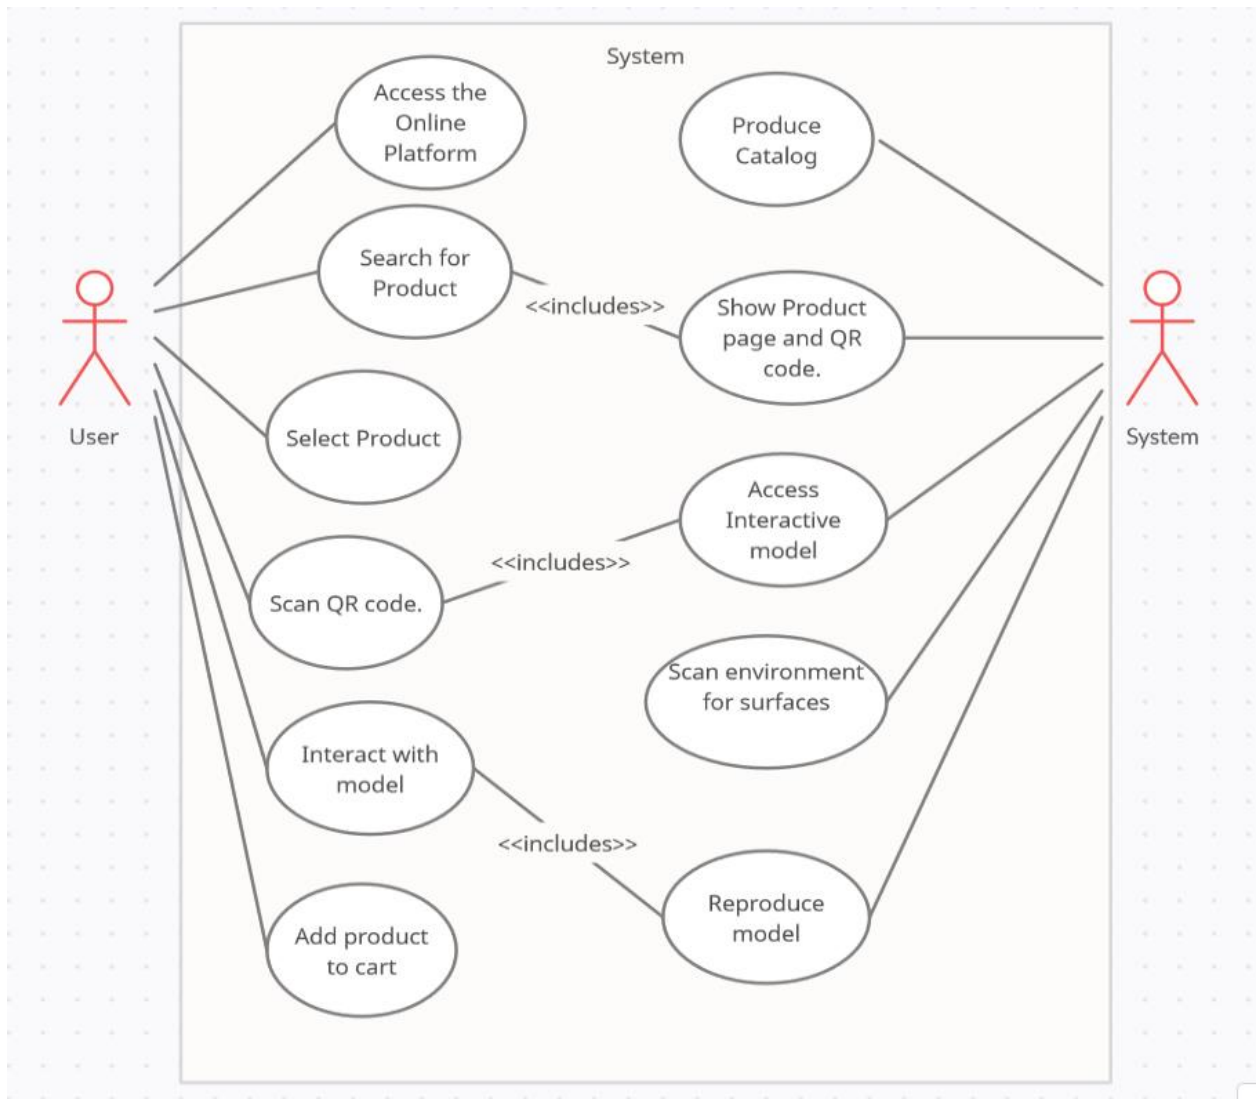 System
Access the
Online
Platform
Produce
Catalog
Search for
Product
<<includes>>
Show Product
page and QR
code.
User
System
Select Product
Access
Interactive
model
<<includes>>
Scan QR code.
Scan environment
for surfaces
Interact with
model
<<includes>>
Reproduce
model
Add product
to cart